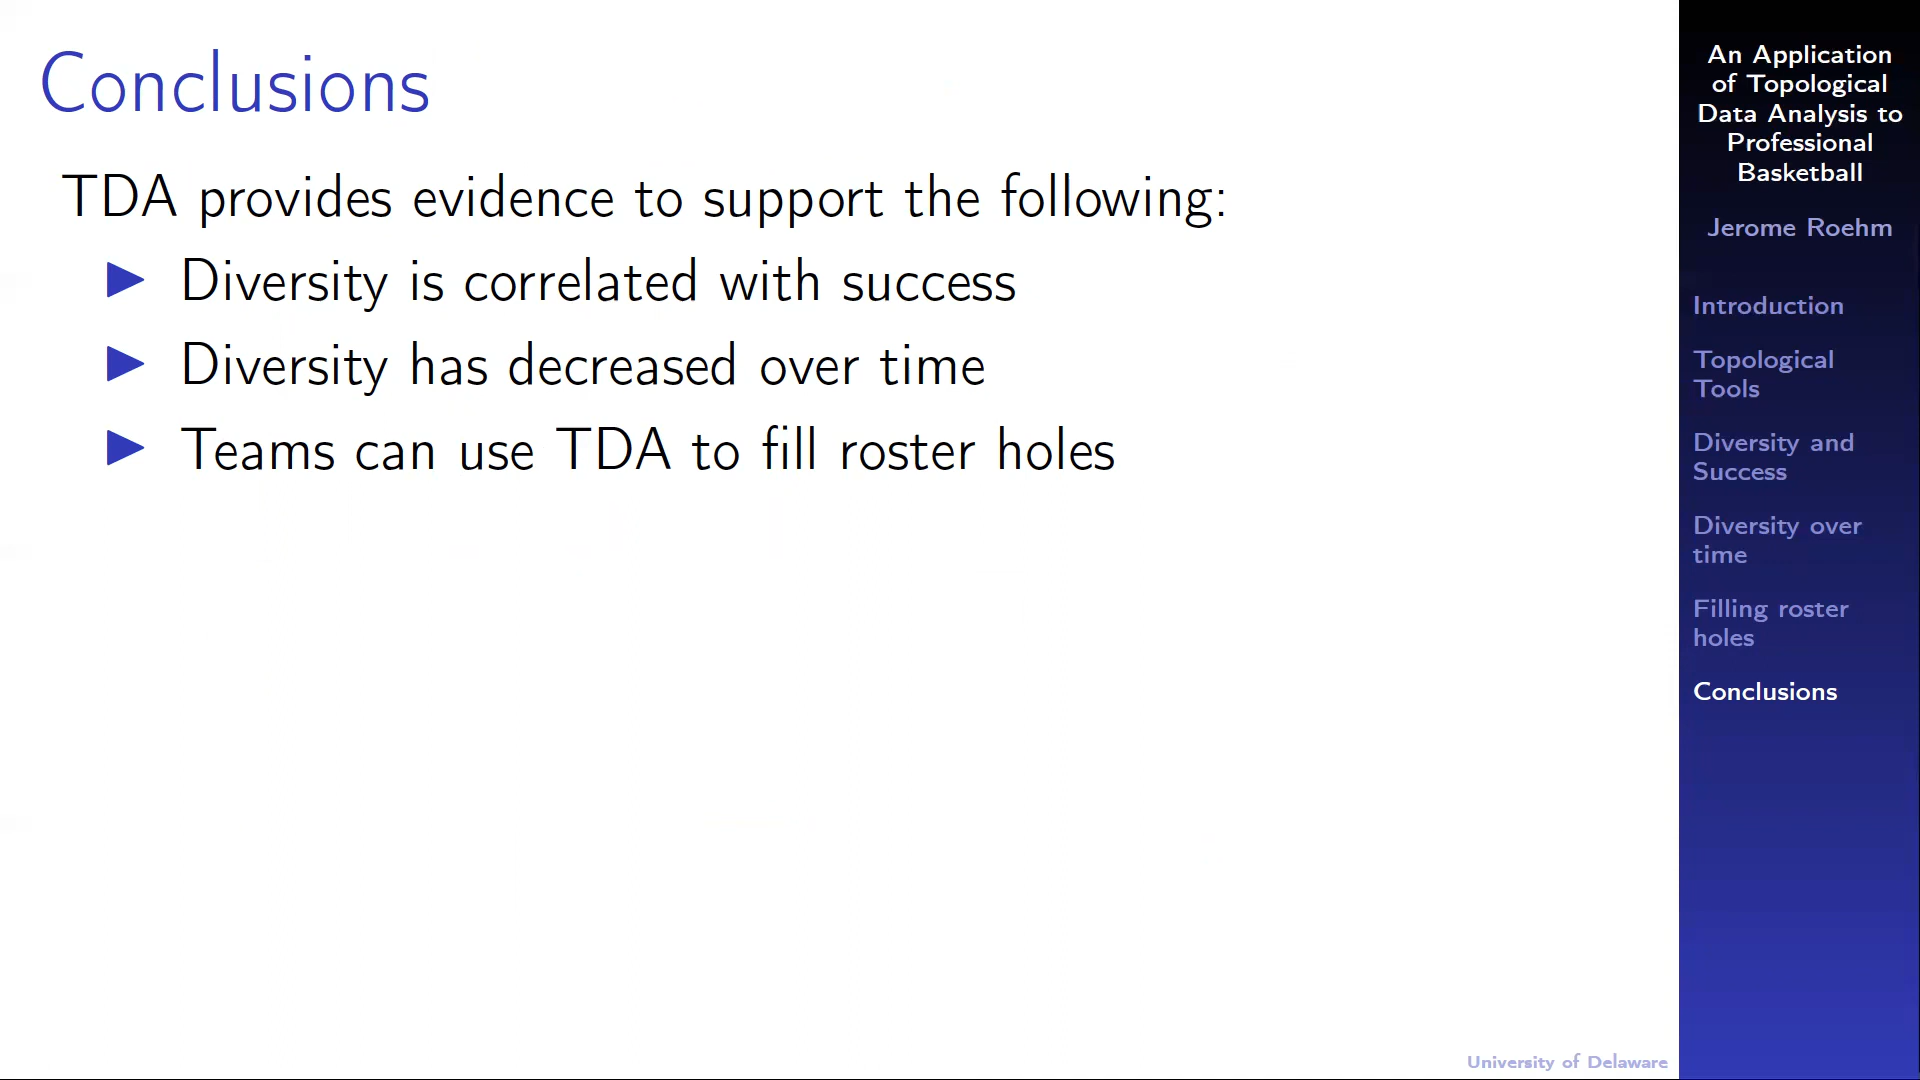 Conclusions
TDA provides evidence to support the following:
Diversity is correlated with success
Diversity has decreased over time
Teams can use TDA to fill roster holes
An Application
of Topological
Data Analysis to
Professional
Basketball
Jerome Roehm
Introduction
Topological
Tools
Diversity and
Success
Diversity over
time
Filling roster
holes
Conclusions
University of Delaware